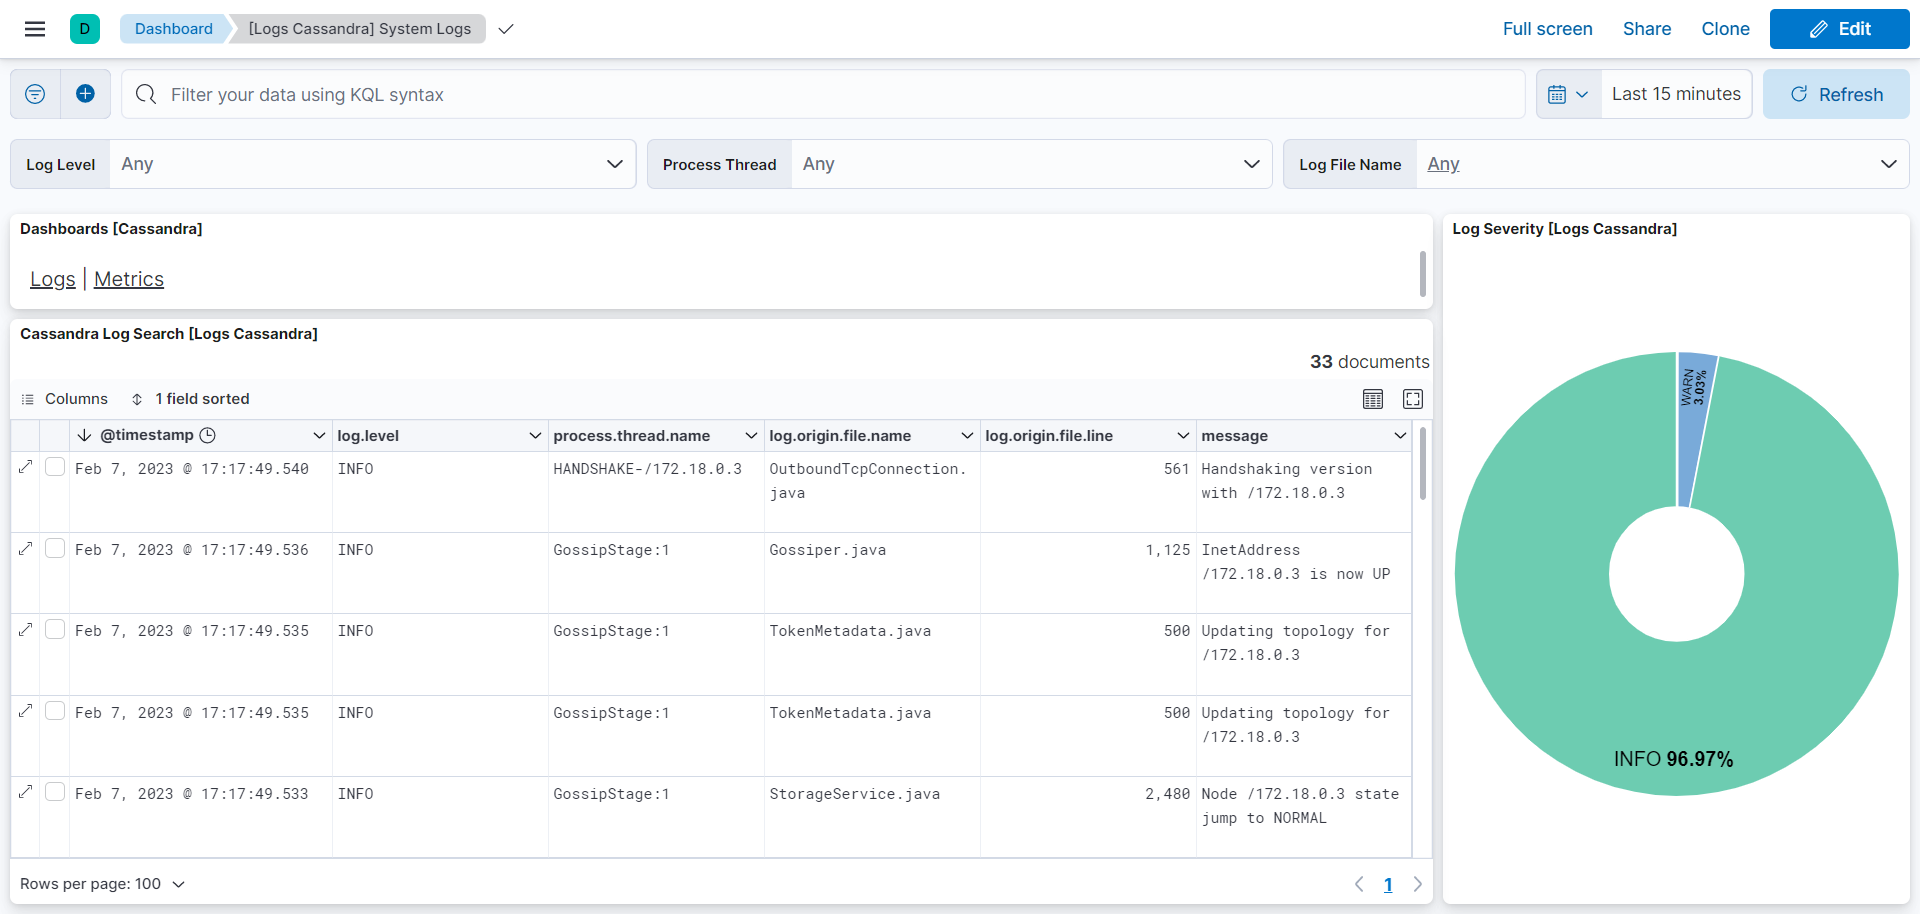 D Dashboard [Logs Cassandra] System Logs Full screen Share Clone Edit
Filter your data using KQL syntax Last 15 minutes Refresh
Log Level Any Process Thread Any Log File Name Any
Dashboards [Cassandra]
Logs | Metrics
Cassandra Log Search [Logs Cassandra]
33 documents
Columns 1 field sorted
@timestamp log.level process.thread.name log.origin.file.name log.origin.file.line message
Feb 7, 2023 @ 17:17:49.540 INFO HANDSHAKE-/172.18.0.3 OutboundTcpConnection. 561 Handshaking version
java with /172.18.0.3
Feb 7, 2023 @ 17:17:49.536 INFO GossipStage:1 Gossiper.java 1,125 InetAddress
/172.18.0.3 is now UP
Feb 7, 2023 @ 17:17:49.535 INFO GossipStage:1 TokenMetadata.java 500 Updating topology for
/172.18.0.3
Feb 7, 2023 @ 17:17:49.535 INFO GossipStage:1 TokenMetadata.java 500 Updating topology for
/172.18.0.3
Feb 7, 2023 @ 17:17:49.533 INFO GossipStage:1 StorageService.java 2,480 Node /172.18.0.3 state
jump to NORMAL
Rows per page: 100 1
Log Severity [Logs Cassandra]
WARN
3.03%
INFO 96.97%